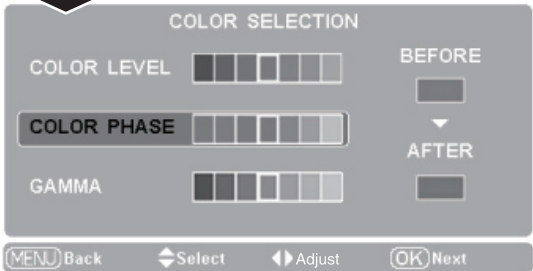 COLOR SELECTION
COLOR LEVEL
BEFORE
COLOR PHASE
AFTER
GAMMA
MENU Back Select Adjust OK Next